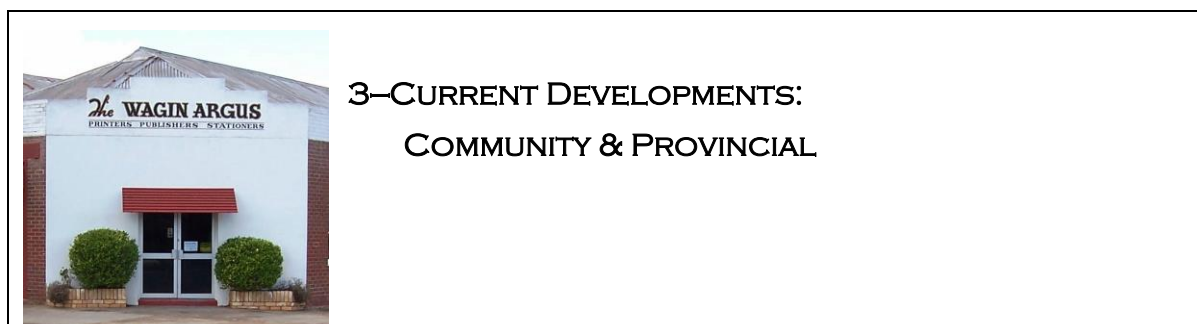 The WAGIN ARGUS
PRINTERS PUBLISHERS STATIONERS
3–CURRENT DEVELOPMENTS:
COMMUNITY & PROVINCIAL